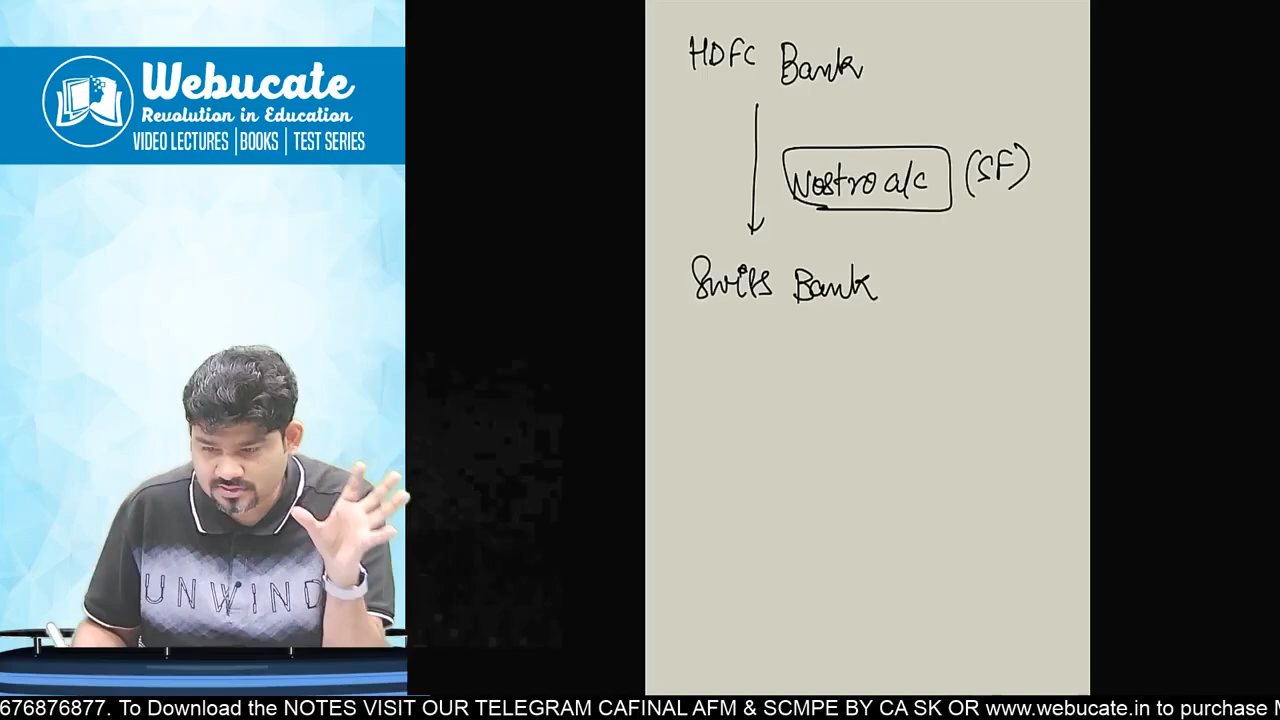 Webucate
Revolution in Education
VIDEO LECTURES | BOOKS | TEST SERIES
HDFC Bank
Nostro a/c (SF)
Swiss Bank
UNWIND
676876877. To Download the NOTES VISIT OUR TELEGRAM CAFINAL AFM & SCMPE BY CA SK OR www.webucate.in to purchase M